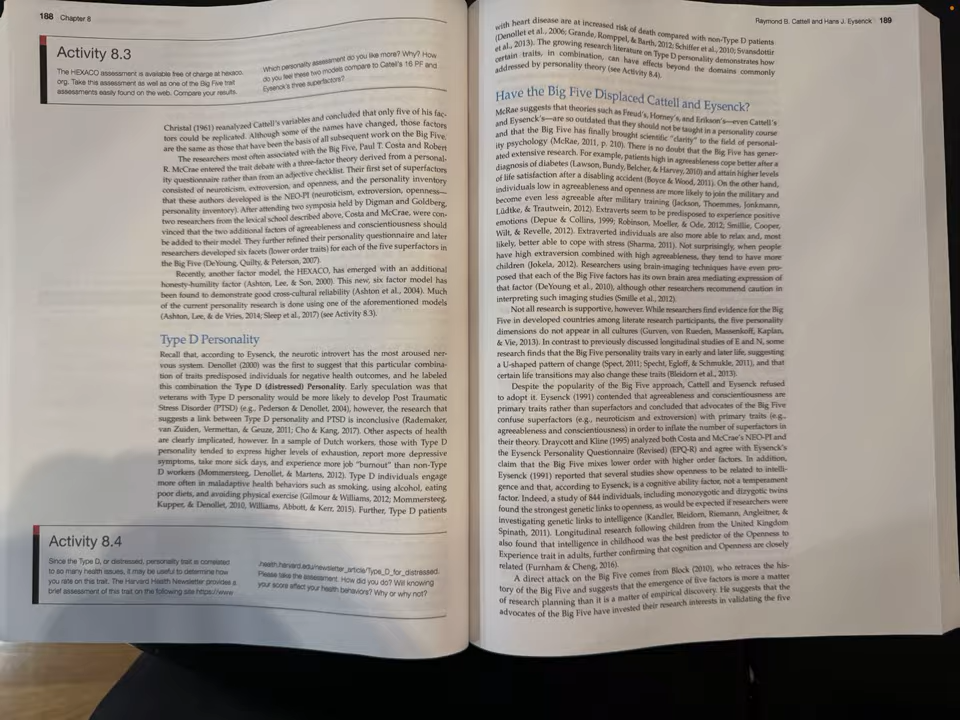 188 Chapter 8
Activity 8.3
The HEXACO assessment is available free of charge at hexaco.
org. Take this assessment as well as one of the Big Five trait
assessments easily found on the web. Compare your results.
Which personality assessment do you like more? Why? How
do you feel these two models compare to Cattell's 16 PF and
Eysenck's three superfactors?
Christal (1961) reanalyzed Cattell's variables and concluded that only five of his fac-
tors could be replicated. Although some of the names have changed, those factors
are the same as those that have been the basis of all subsequent work on the Big Five.
The researchers most often associated with the Big Five, Paul T. Costa and Robert
R. McCrae entered the trait debate with a three-factor theory derived from a personal-
ity questionnaire rather than from an adjective checklist. Their first set of superfactors
consisted of neuroticism, extroversion, and openness, and the personality inventory
that these authors developed is the NEO-PI (neuroticism, extroversion, openness—
personality inventory). After attending two symposia held by Digman and Goldberg,
two researchers from the lexical school described above, Costa and McCrae, were con-
vinced that the two additional factors of agreeableness and conscientiousness should
be added to their model. They further refined their personality questionnaire and later
researchers developed six facets (lower order traits) for each of the five superfactors in
the Big Five (DeYoung, Quilty, & Peterson, 2007).
Recently, another factor model, the HEXACO, has emerged with an additional
honesty-humility factor (Ashton, Lee, & Son, 2000). This new, six factor model has
been found to demonstrate good cross-cultural reliability (Ashton et al., 2004). Much
of the current personality research is done using one of the aforementioned models
(Ashton, Lee, & de Vries, 2014; Sleep et al., 2017) (see Activity 8.3).
Type D Personality
Recall that, according to Eysenck, the neurotic introvert has the most aroused ner-
vous system. Denollet (2000) was the first to suggest that this particular combina-
tion of traits predisposed individuals for negative health outcomes, and he labeled
this combination the Type D (distressed) Personality. Early speculation was that
veterans with Type D personality would be more likely to develop Post Traumatic
Stress Disorder (PTSD) (e.g., Pederson & Denollet, 2004), however, the research that
suggests a link between Type D personality and PTSD is inconclusive (Rademaker,
van Zuiden, Vermettan, & Geuze, 2011; Cho & Kang, 2017). Other aspects of health
are clearly implicated, however. In a sample of Dutch workers, those with Type D
personality tended to express higher levels of exhaustion, report more depressive
symptoms, take more sick days, and experience more job "burnout" than non-Type
D workers (Mommersteeg, Denollet, & Martens, 2012). Type D individuals engage
more often in maladaptive health behaviors such as smoking, using alcohol, eating
poor diets, and avoiding physical exercise (Gilmour & Williams, 2012; Mommersteeg,
Kupper, & Denollet, 2010, Williams, Abbott, & Kerr, 2015). Further, Type D patients
Activity 8.4
Since the Type D, or distressed, personality trait is correlated
to so many health issues, it may be useful to determine how
you rate on this trait. The Harvard Health Newsletter provides a
brief assessment of this trait on the following site https://www
.health.harvard.edu/newsletter_article/Type_D_for_distressed.
Please take the assessment. How did you do? Will knowing
your score affect your health behaviors? Why or why not?
Raymond B. Cattell and Hans J. Eysenck 189
with heart disease are at increased risk of death compared with non-Type D patients
(Denollet et al., 2006; Grande, Romppel, & Barth, 2012; Schiffer et al., 2010; Svansdottir
et al., 2013). The growing research literature on Type D personality demonstrates how
certain traits, in combination, can have effects beyond the domains commonly
addressed by personality theory (see Activity 8.4).
Have the Big Five Displaced Cattell and Eysenck?
McRae suggests that theories such as Freud's, Horney's, and Erikson's—even Cattell's
and Eysenck's—are so outdated that they should not be taught in a personality course
and that the Big Five has finally brought scientific "clarity" to the field of personal-
ity psychology (McRae, 2011, p. 210). There is no doubt that the Big Five has gener-
ated extensive research. For example, patients high in agreeableness cope better after a
diagnosis of diabetes (Lawson, Bundy, Belcher, & Harvey, 2010) and attain higher levels
of life satisfaction after a disabling accident (Boyce & Wood, 2011). On the other hand,
individuals low in agreeableness and openness are more likely to join the military and
become even less agreeable after military training (Jackson, Thoemmes, Jonkmann,
Lüdtke, & Trautwein, 2012). Extraverts seem to be predisposed to experience positive
emotions (Depue & Collins, 1999; Robinson, Moeller, & Ode, 2012; Smillie, Cooper,
Wilt, & Revelle, 2012). Extraverted individuals are also more able to relax and, most
likely, better able to cope with stress (Sharma, 2011). Not surprisingly, when people
have high extraversion combined with high agreeableness, they tend to have more
children (Jokela, 2012). Researchers using brain-imaging techniques have even pro-
posed that each of the Big Five factors has its own brain area mediating expression of
that factor (DeYoung et al., 2010), although other researchers recommend caution in
interpreting such imaging studies (Smille et al., 2012).
Not all research is supportive, however. While researchers find evidence for the Big
Five in developed countries among literate research participants, the five personality
dimensions do not appear in all cultures (Gurven, von Rueden, Massenkoff, Kaplan,
& Vie, 2013). In contrast to previously discussed longitudinal studies of E and N, some
research finds that the Big Five personality traits vary in early and later life, suggesting
a U-shaped pattern of change (Spect, 2011; Specht, Egloff, & Schmukle, 2011), and that
certain life transitions may also change these traits (Bleidorn et al., 2013).
Despite the popularity of the Big Five approach, Cattell and Eysenck refused
to adopt it. Eysenck (1991) contended that agreeableness and conscientiousness are
primary traits rather than superfactors and concluded that advocates of the Big Five
confuse superfactors (e.g., neuroticism and extroversion) with primary traits (e.g.,
agreeableness and conscientiousness) in order to inflate the number of superfactors in
their theory. Draycott and Kline (1995) analyzed both Costa and McCrae's NEO-PI and
the Eysenck Personality Questionnaire (Revised) (EPQ-R) and agree with Eysenck's
claim that the Big Five mixes lower order with higher order factors. In addition,
Eysenck (1991) reported that several studies show openness to be related to intelli-
gence and that, according to Eysenck, is a cognitive ability factor, not a temperament
factor. Indeed, a study of 844 individuals, including monozygotic and dizygotic twins
found the strongest genetic links to openness, as would be expected if researchers were
investigating genetic links to intelligence (Kandler, Bleidorn, Riemann, Angleitner, &
Spinath, 2011). Longitudinal research following children from the United Kingdom
also found that intelligence in childhood was the best predictor of the Openness to
Experience trait in adults, further confirming that cognition and Openness are closely
related (Furnham & Cheng, 2016).
A direct attack on the Big Five comes from Block (2010), who retraces the his-
tory of the Big Five and suggests that the emergence of five factors is more a matter
of research planning than it is a matter of empirical discovery. He suggests that the
advocates of the Big Five have invested their research interests in validating the five